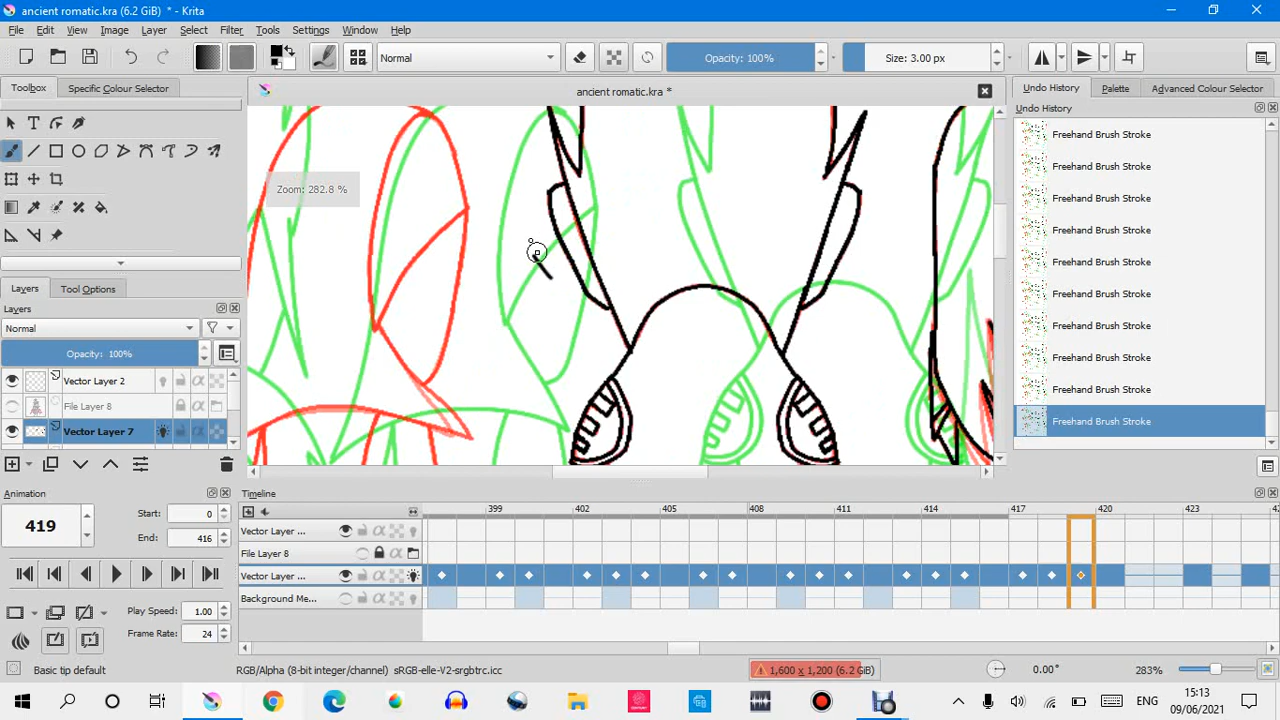 ancient romatic.kra (6.2 GiB) * - Krita
File Edit View Image Layer Select Filter Tools Settings Window Help
Normal Opacity: 100% Size: 3.00 px
Toolbox Specific Colour Selector
ancient romatic.kra *
Undo History Palette Advanced Colour Selector
Undo History
Freehand Brush Stroke
Freehand Brush Stroke
Freehand Brush Stroke
Freehand Brush Stroke
Freehand Brush Stroke
Freehand Brush Stroke
Freehand Brush Stroke
Freehand Brush Stroke
Freehand Brush Stroke
Freehand Brush Stroke
Zoom: 282.8 %
Layers Tool Options
Layers
Normal
Opacity: 100%
Vector Layer 2
File Layer 8
Vector Layer 7
Animation
419
Start: 0
End: 416
Play Speed: 1.00
Frame Rate: 24
Timeline
399 402 405 408 411 414 417 420 423
Vector Layer ...
File Layer 8
Vector Layer ...
Background Me...
Basic tip default
RGB/Alpha (8-bit integer/channel) sRGB-elle-V2-srgbtrc.icc
1,600 x 1,200 (6.2 GiB)
0.00°
283%
ENG
15:13
09/06/2021